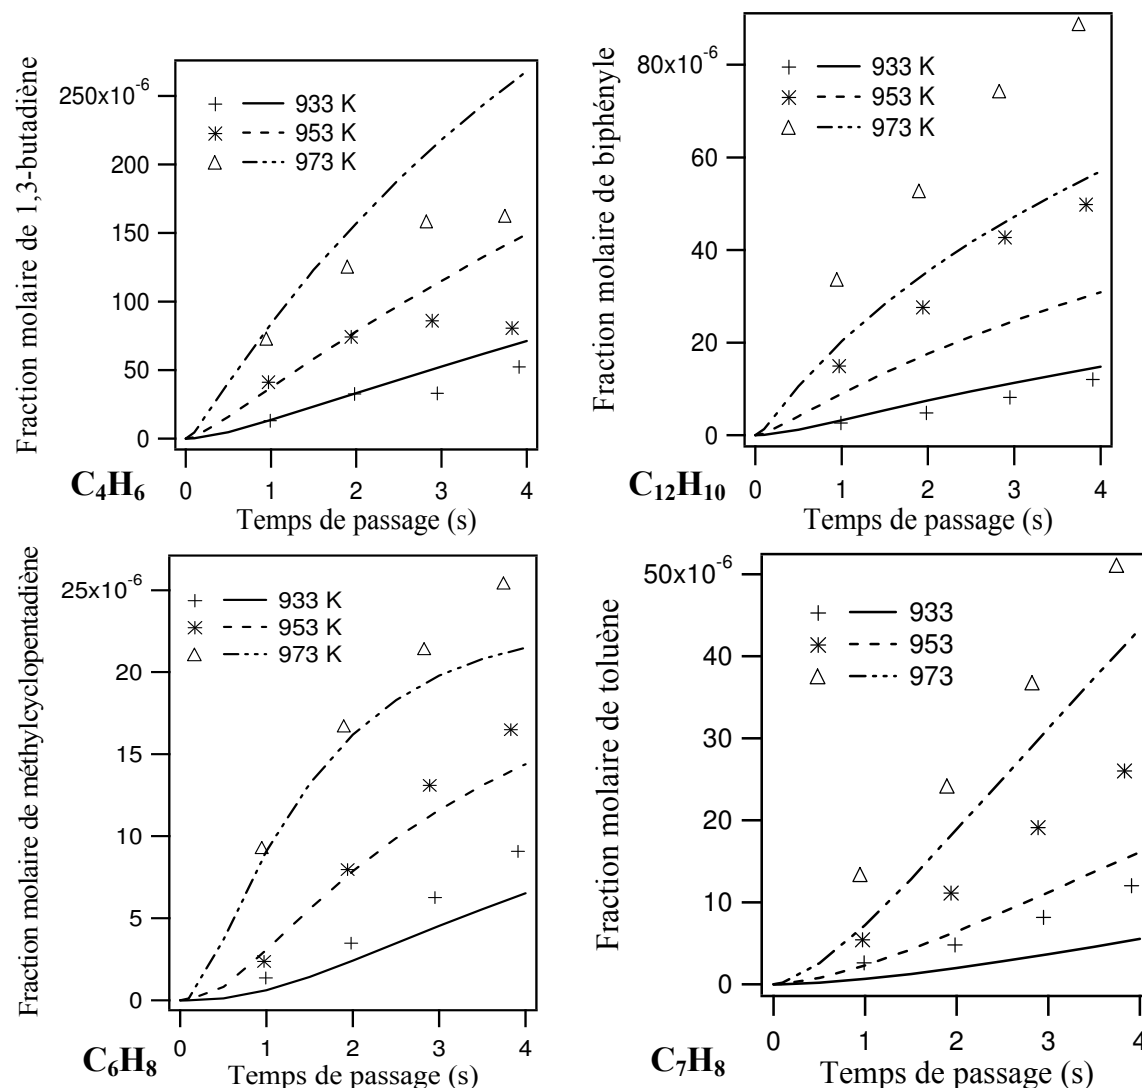 Fraction molaire de 1,3-butadiène
250x10-6
200
150
100
50
0
933 K
953 K
973 K
0 1 2 3 4
Temps de passage (s)
C4H6
Fraction molaire de biphényle
80x10-6
60
40
20
0
933 K
953 K
973 K
0 1 2 3 4
Temps de passage (s)
C12H10
Fraction molaire de méthylcyclopentadiène
25x10-6
20
15
10
5
0
933 K
953 K
973 K
0 1 2 3 4
Temps de passage (s)
C6H8
Fraction molaire de toluène
50x10-6
40
30
20
10
0
933
953
973
0 1 2 3 4
Temps de passage (s)
C7H8